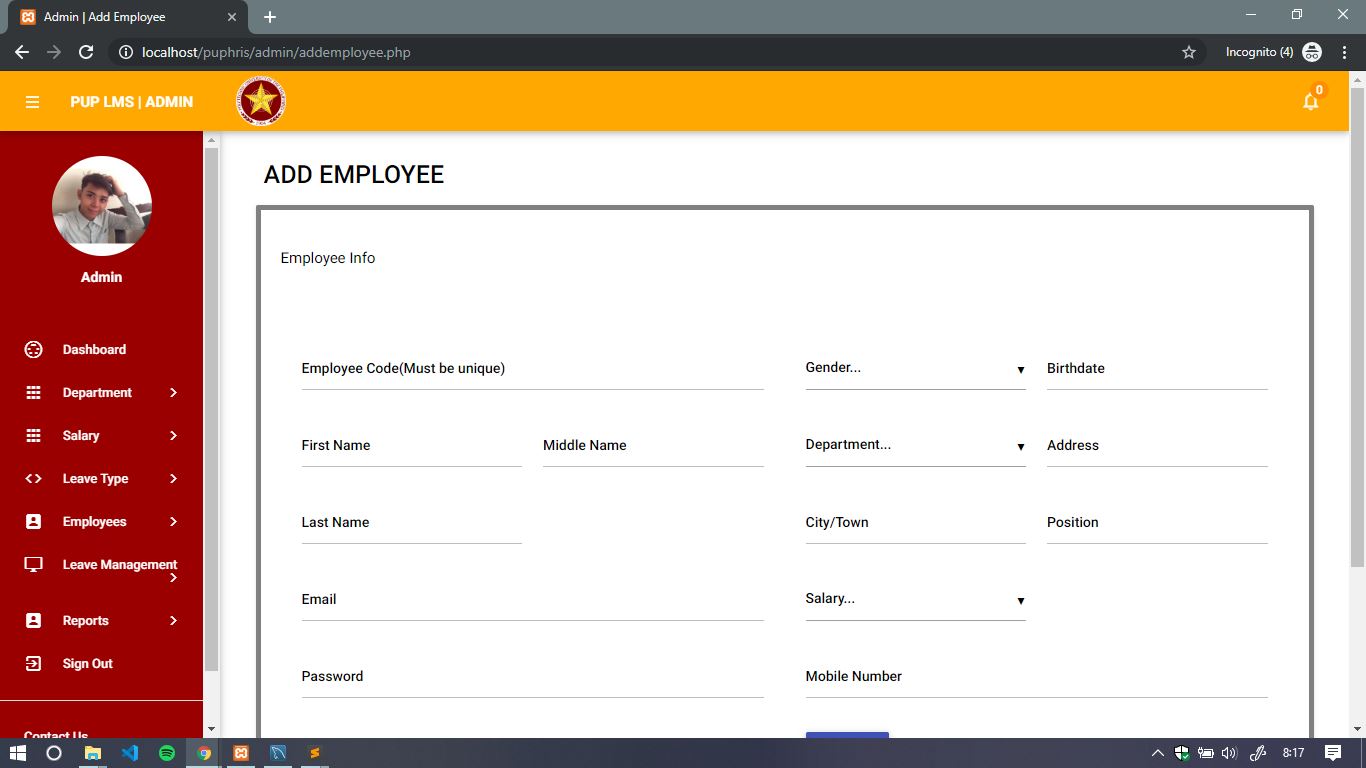 Admin | Add Employee
localhost/puphris/admin/addemployee.php
Incognito (4)
PUP LMS | ADMIN
0
Admin
Dashboard
Department
Salary
Leave Type
Employees
Leave Management
Reports
Sign Out
Contact Us
ADD EMPLOYEE
Employee Info
Employee Code(Must be unique)
Gender...
Birthdate
First Name
Middle Name
Department...
Address
Last Name
City/Town
Position
Email
Salary...
Password
Mobile Number
8:17